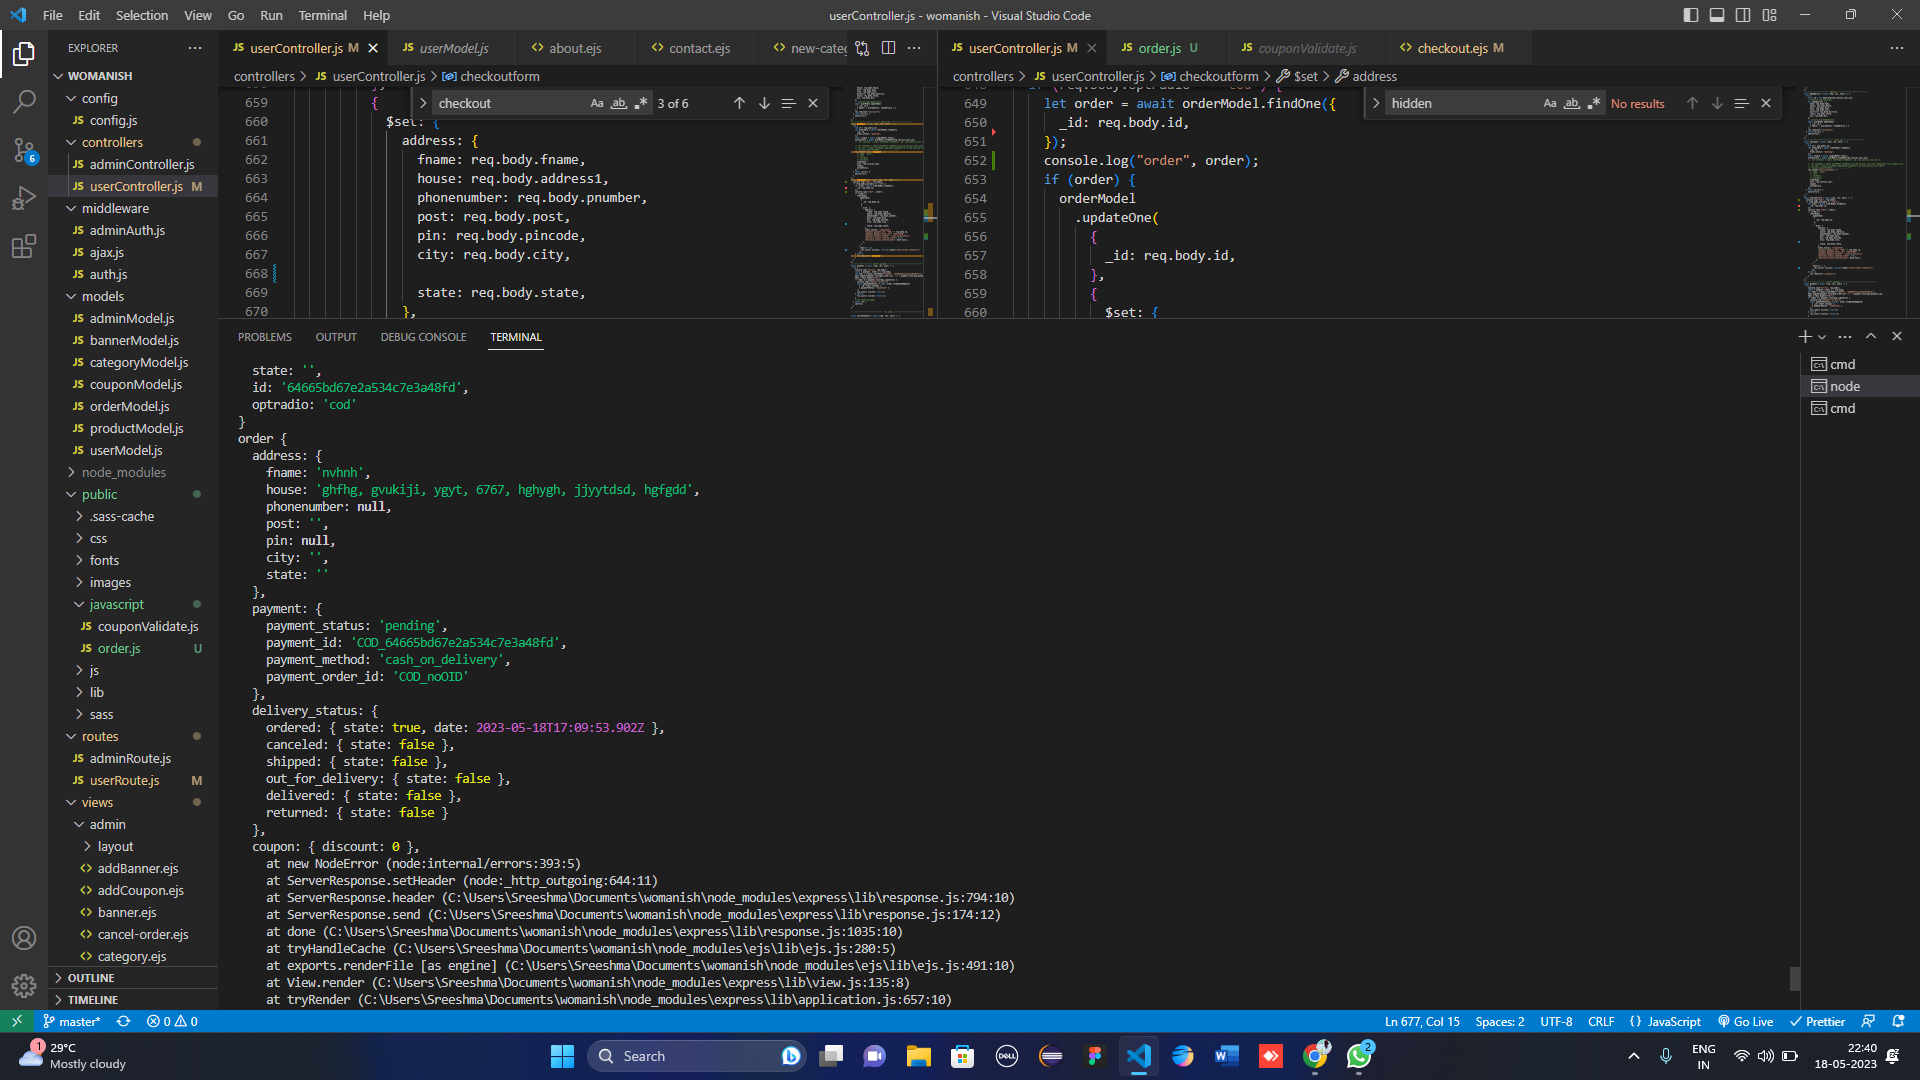 File Edit Selection View Go Run Terminal Help
userController.js - womanish - Visual Studio Code
EXPLORER
WOMANISH
config
config.js
controllers
adminController.js
userController.js M
middleware
adminAuth.js
ajax.js
auth.js
models
adminModel.js
bannerModel.js
categoryModel.js
couponModel.js
orderModel.js
productModel.js
userModel.js
node_modules
public
.sass-cache
css
fonts
images
javascript
couponValidate.js
order.js U
js
lib
sass
routes
adminRoute.js
userRoute.js M
views
admin
layout
addBanner.ejs
addCoupon.ejs
banner.ejs
cancel-order.ejs
category.ejs
OUTLINE
TIMELINE
userController.js M
userModel.js
about.ejs
contact.ejs
new-categ
controllers > userController.js > checkoutform
checkout
3 of 6
659 {
660 $set: {
661 address: {
662 fname: req.body.fname,
663 house: req.body.address1,
664 phonenumber: req.body.pnumber,
665 post: req.body.post,
666 pin: req.body.pincode,
667 city: req.body.city,
668
669 state: req.body.state,
670 },
userController.js M
order.js U
couponValidate.js
checkout.ejs M
controllers > userController.js > checkoutform > $set > address
hidden
No results
649 let order = await orderModel.findOne({
650 _id: req.body.id,
651 });
652 console.log("order", order);
653 if (order) {
654 orderModel
655 .updateOne(
656 {
657 _id: req.body.id,
658 },
659 {
660 $set: {
PROBLEMS OUTPUT DEBUG CONSOLE TERMINAL
cmd
node
cmd
state: '',
id: '64665bd67e2a534c7e3a48fd',
optradio: 'cod'
}
order {
address: {
fname: 'nvhnh',
house: 'ghfhg, gvukiji, ygyt, 6767, hghygh, jjyytdsd, hgfgdd',
phonenumber: null,
post: '',
pin: null,
city: '',
state: ''
},
payment: {
payment_status: 'pending',
payment_id: 'COD_64665bd67e2a534c7e3a48fd',
payment_method: 'cash_on_delivery',
payment_order_id: 'COD_noOID'
},
delivery_status: {
ordered: { state: true, date: 2023-05-18T17:09:53.902Z },
canceled: { state: false },
shipped: { state: false },
out_for_delivery: { state: false },
delivered: { state: false },
returned: { state: false }
},
coupon: { discount: 0 },
at new NodeError (node:internal/errors:393:5)
at ServerResponse.setHeader (node:_http_outgoing:644:11)
at ServerResponse.header (C:\Users\Sreeshma\Documents\womanish\node_modules\express\lib\response.js:794:10)
at ServerResponse.send (C:\Users\Sreeshma\Documents\womanish\node_modules\express\lib\response.js:174:12)
at done (C:\Users\Sreeshma\Documents\womanish\node_modules\express\lib\response.js:1035:10)
at tryHandleCache (C:\Users\Sreeshma\Documents\womanish\node_modules\ejs\lib\ejs.js:280:5)
at exports.renderFile [as engine] (C:\Users\Sreeshma\Documents\womanish\node_modules\ejs\lib\ejs.js:491:10)
at View.render (C:\Users\Sreeshma\Documents\womanish\node_modules\express\lib\view.js:135:8)
at tryRender (C:\Users\Sreeshma\Documents\womanish\node_modules\express\lib\application.js:657:10)
master* 0 0
Ln 677, Col 15 Spaces: 2 UTF-8 CRLF {} JavaScript Go Live Prettier
29°C
Mostly cloudy
Search
ENG
IN
22:40
18-05-2023